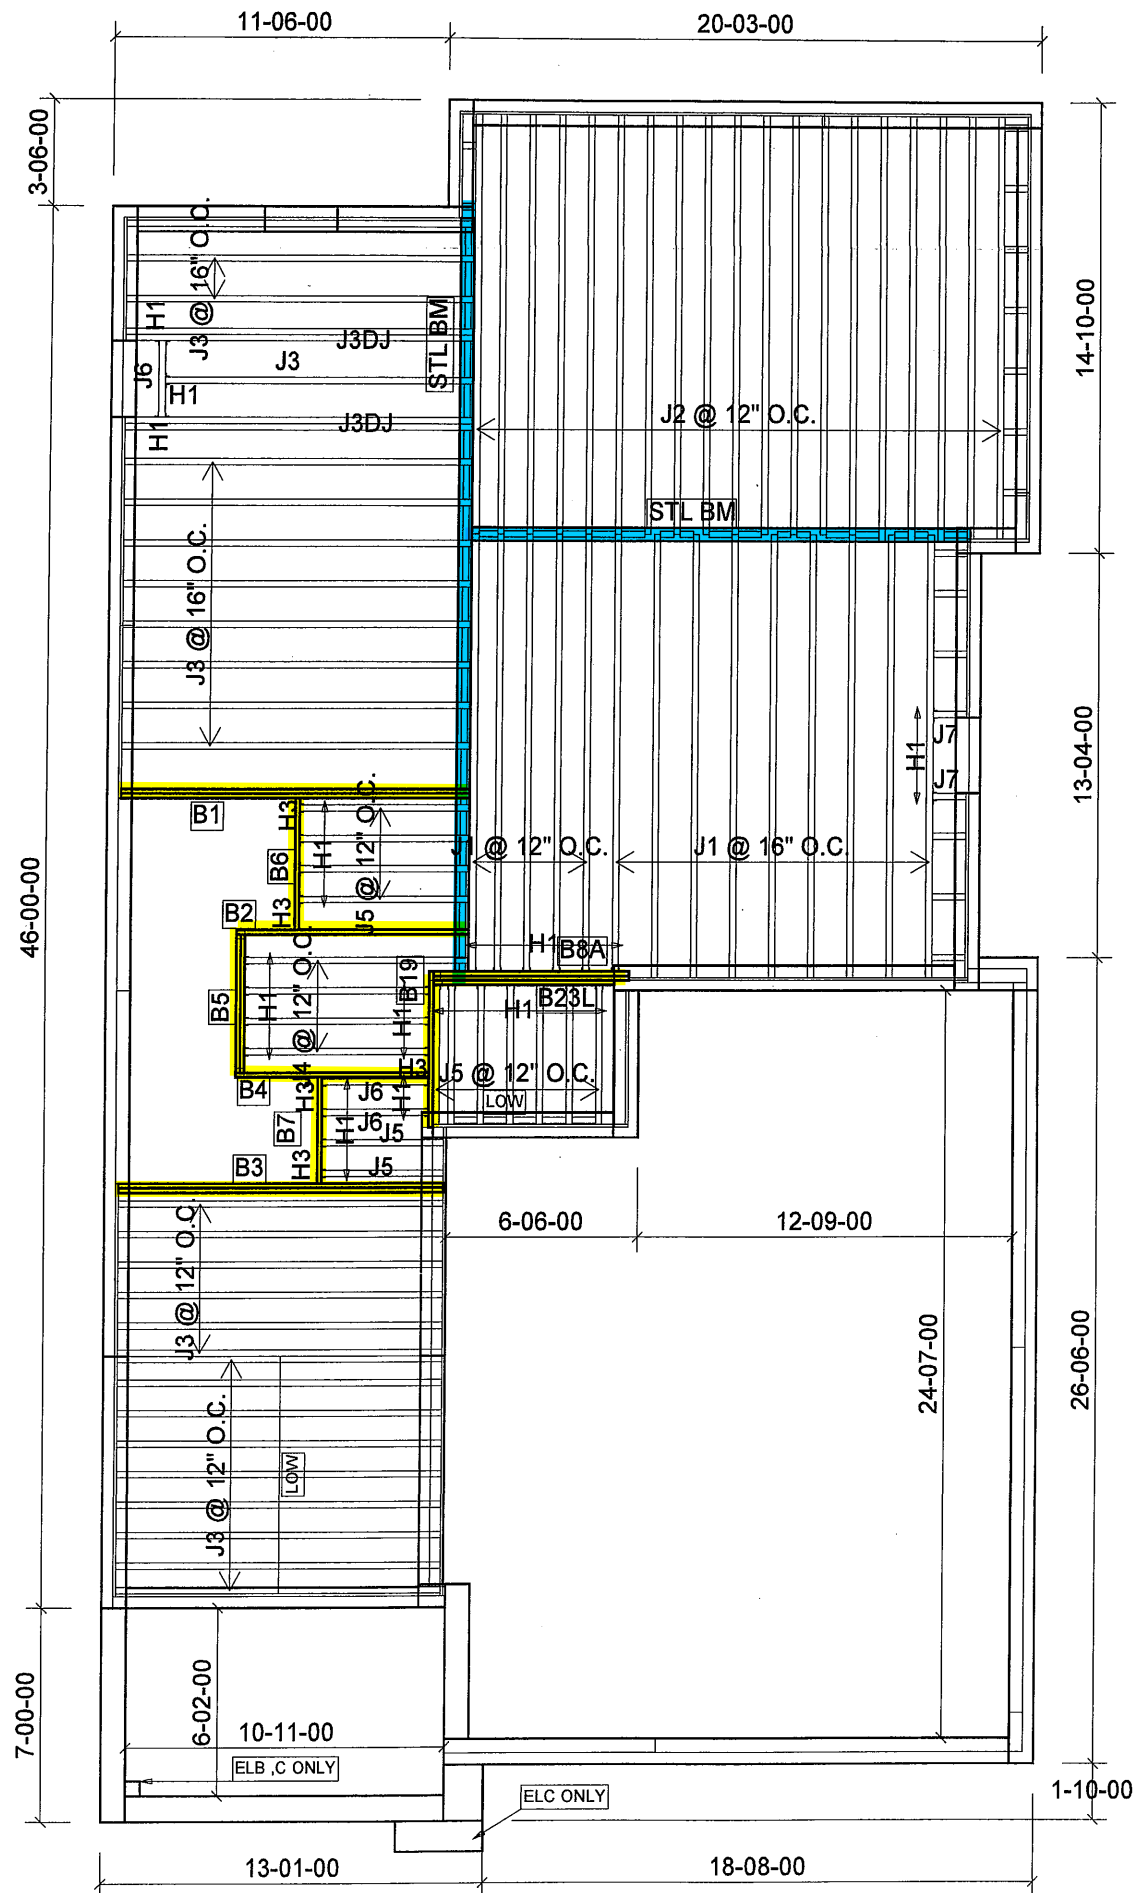 11-06-00
20-03-00
3-06-00
J3 @ 16" O.C.
H1
STL BM
J3DJ
J3
J6
H1
H1
J3DJ
14-10-00
J2 @ 12" O.C.
STL BM
J3 @ 16" O.C.
46-00-00
13-04-00
J7
H1
J7
B1
H3
B6
H1
J5 @ 12" O.C.
J1 @ 12" O.C.
J1 @ 16" O.C.
H3
B2
H1
B8A
B19
B5
H1
J4 @ 12" O.C.
H1
B23L
H1
H3
J5 @ 12" O.C.
LOW
B4
H3
J6
H1
J6
B7
H1
J5
H3
J5
B3
6-06-00
12-09-00
J3 @ 12" O.C.
24-07-00
26-06-00
J3 @ 12" O.C.
LOW
7-00-00
6-02-00
10-11-00
ELB ,C ONLY
ELC ONLY
1-10-00
13-01-00
18-08-00